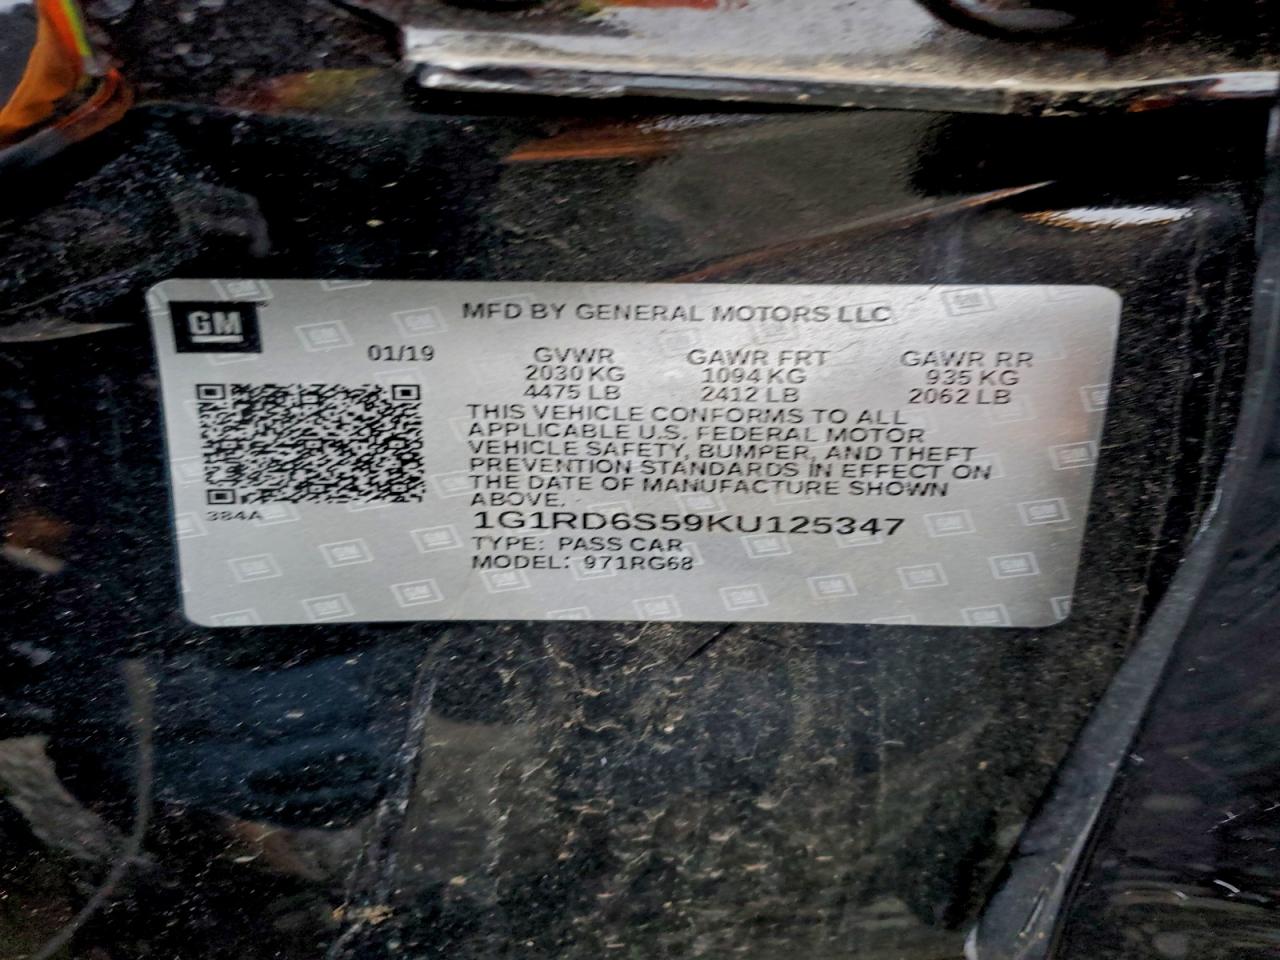 GM
MFD BY GENERAL MOTORS LLC
01/19 GVWR GAWR FRT GAWR RR
2030 KG 1094 KG 935 KG
4475 LB 2412 LB 2062 LB
THIS VEHICLE CONFORMS TO ALL
APPLICABLE U.S. FEDERAL MOTOR
VEHICLE SAFETY, BUMPER, AND THEFT
PREVENTION STANDARDS IN EFFECT ON
THE DATE OF MANUFACTURE SHOWN
ABOVE.
384A
1G1RD6S59KU125347
TYPE: PASS CAR
MODEL: 971RG68